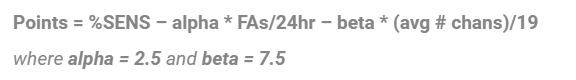 Points = %SENS – alpha * FAs/24hr – beta * (avg # chans)/19
where alpha = 2.5 and beta = 7.5